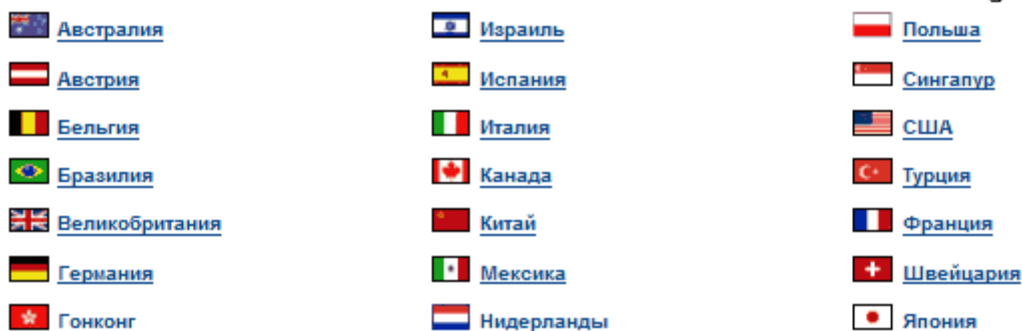 Австралия
Австрия
Бельгия
Бразилия
Великобритания
Германия
Гонконг
Израиль
Испания
Италия
Канада
Китай
Мексика
Нидерланды
Польша
Сингапур
США
Турция
Франция
Швейцария
Япония